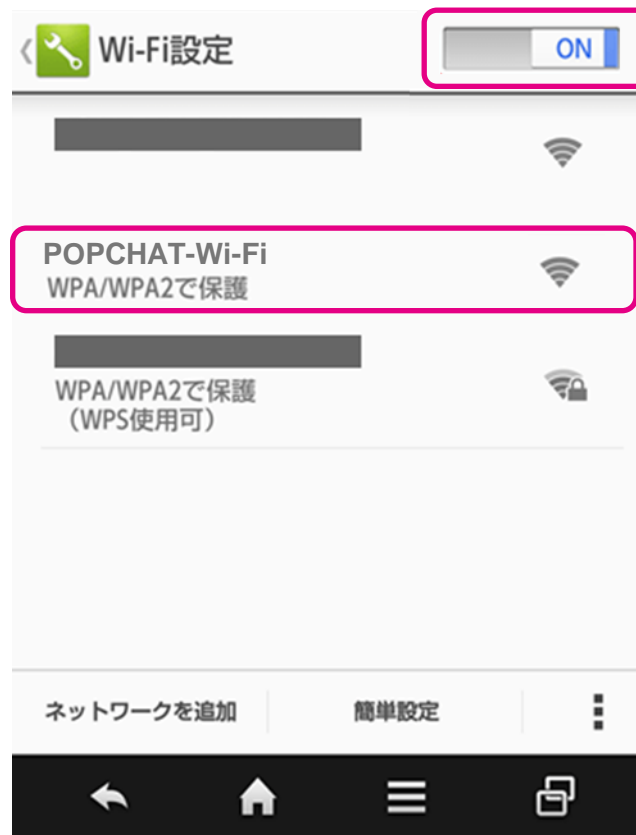 Wi-Fi設定
ON
POPCHAT-Wi-Fi
WPA/WPA2で保護
WPA/WPA2で保護
（WPS使用可）
ネットワークを追加
簡単設定